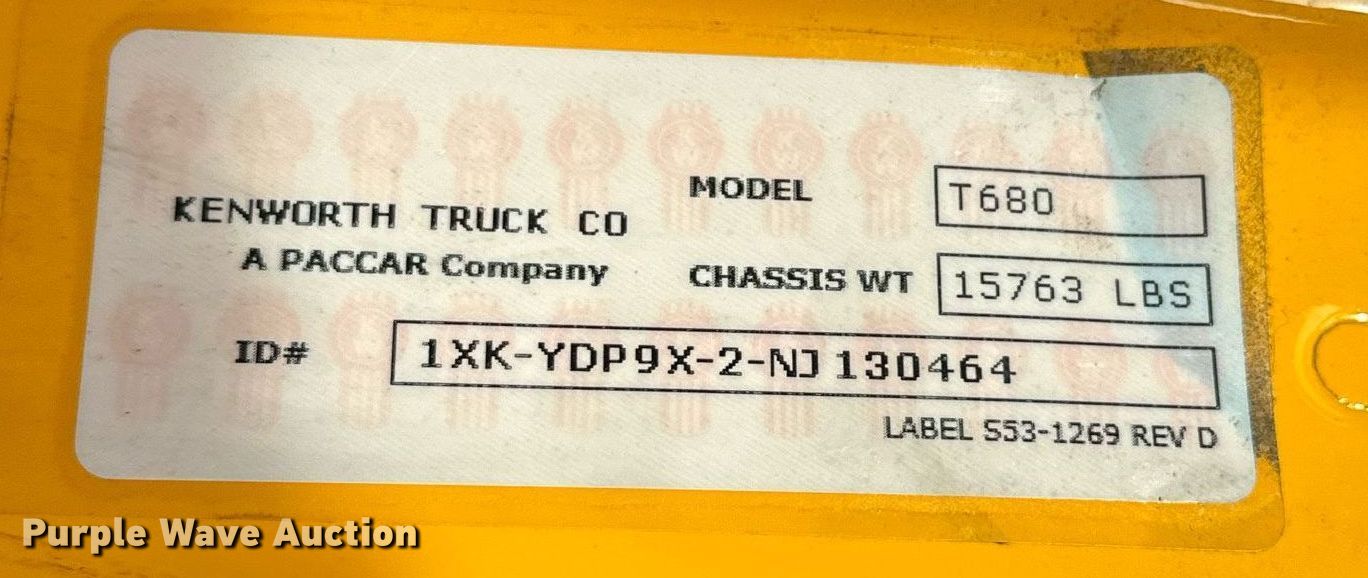 KENWORTH TRUCK CO
A PACCAR Company
MODEL T680
CHASSIS WT 15763 LBS
ID# 1XK-YDP9X-2-NJ130464
LABEL S53-1269 REV D
Purple Wave Auction